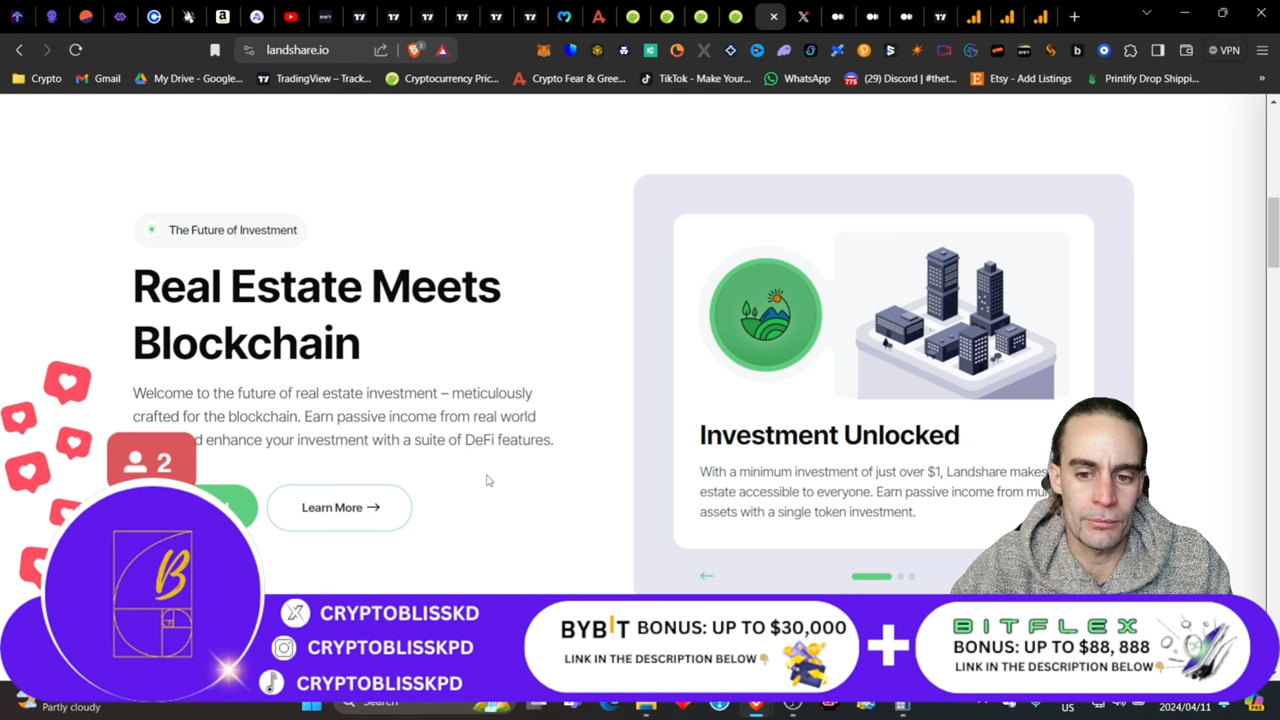 landshare.io
VPN
Crypto
Gmail
My Drive - Google...
TradingView – Track...
Cryptocurrency Pric...
Crypto Fear & Gree...
TikTok - Make Your...
WhatsApp
(29) Discord | #thet...
Etsy - Add Listings
Printify Drop Shippi...
The Future of Investment
Real Estate Meets
Blockchain
Welcome to the future of real estate investment – meticulously
crafted for the blockchain. Earn passive income from real world
d enhance your investment with a suite of DeFi features.
2
Learn More →
Investment Unlocked
With a minimum investment of just over $1, Landshare makes
estate accessible to everyone. Earn passive income from mu
assets with a single token investment.
B
CRYPTOBLISSKD
CRYPTOBLISSKPD
CRYPTOBLISSKPD
BYBIT BONUS: UP TO $30,000
LINK IN THE DESCRIPTION BELOW
+
BITFLEX
BONUS: UP TO $88, 888
LINK IN THE DESCRIPTION BELOW
Partly cloudy
Search
US
2024/04/11